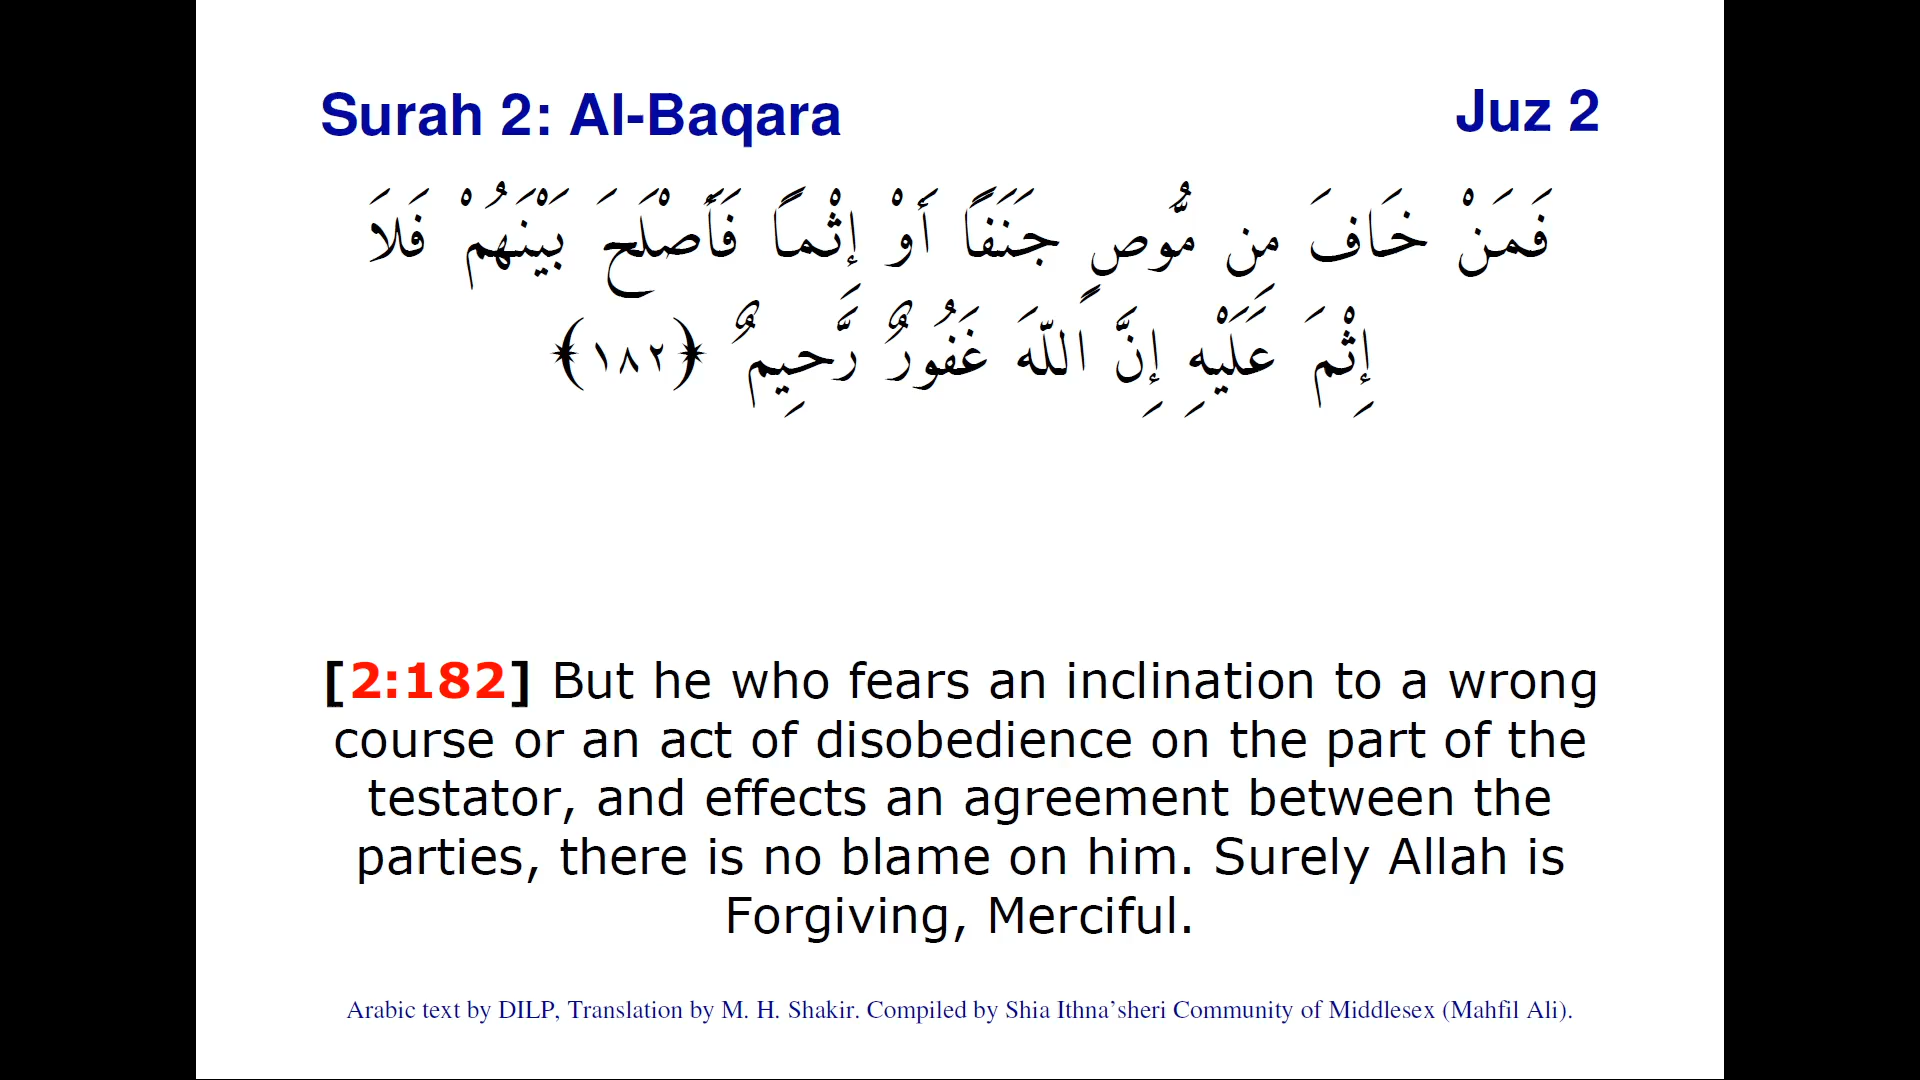 Surah 2: Al-Baqara Juz 2
فَمَنْ خَافَ مِن مُّوصٍ جَنَفًا أَوْ إِثْمًا فَأَصْلَحَ بَيْنَهُمْ فَلاَ
إِثْمَ عَلَيْهِ إِنَّ اللّهَ غَفُورٌ رَّحِيمٌ ﴿١٨٢﴾
[2:182] But he who fears an inclination to a wrong
course or an act of disobedience on the part of the
testator, and effects an agreement between the
parties, there is no blame on him. Surely Allah is
Forgiving, Merciful.
Arabic text by DILP, Translation by M. H. Shakir. Compiled by Shia Ithna’sheri Community of Middlesex (Mahfil Ali).